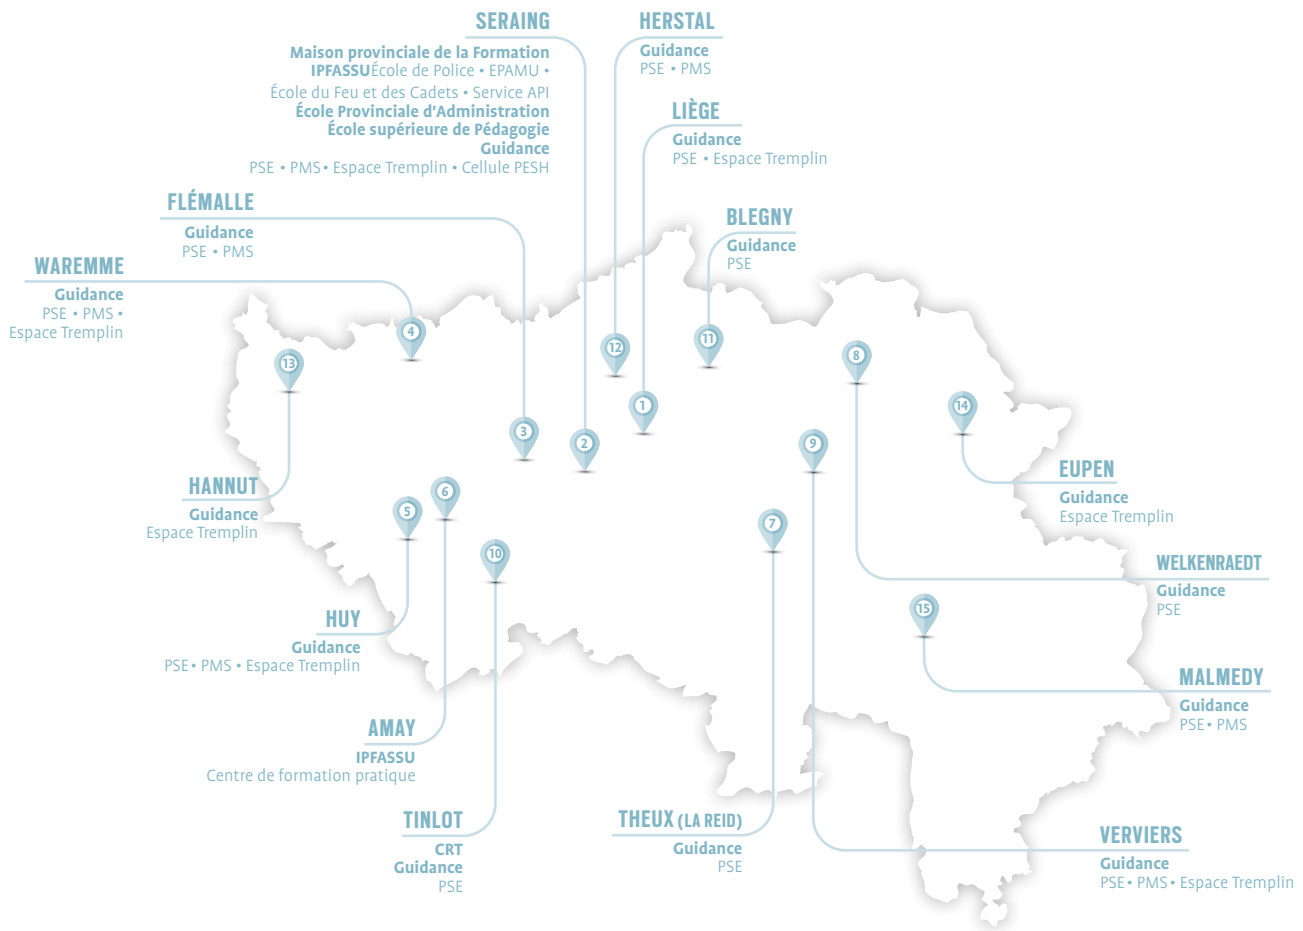 SERAING
Maison provinciale de la Formation
IPFASSUÉcole de Police • EPAMU •
École du Feu et des Cadets • Service API
École Provinciale d'Administration
École supérieure de Pédagogie
Guidance
PSE • PMS• Espace Tremplin • Cellule PESH
HERSTAL
Guidance
PSE • PMS
LIÈGE
Guidance
PSE • Espace Tremplin
FLÉMALLE
Guidance
PSE • PMS
BLEGNY
Guidance
PSE
WAREMME
Guidance
PSE • PMS •
Espace Tremplin
4
13
12
11
8
1
14
3
2
9
6
5
7
10
15
HANNUT
Guidance
Espace Tremplin
EUPEN
Guidance
Espace Tremplin
WELKENRAEDT
Guidance
PSE
HUY
Guidance
PSE• PMS • Espace Tremplin
MALMEDY
Guidance
PSE• PMS
AMAY
IPFASSU
Centre de formation pratique
TINLOT
CRT
Guidance
PSE
THEUX (LA REID)
Guidance
PSE
VERVIERS
Guidance
PSE• PMS• Espace Tremplin